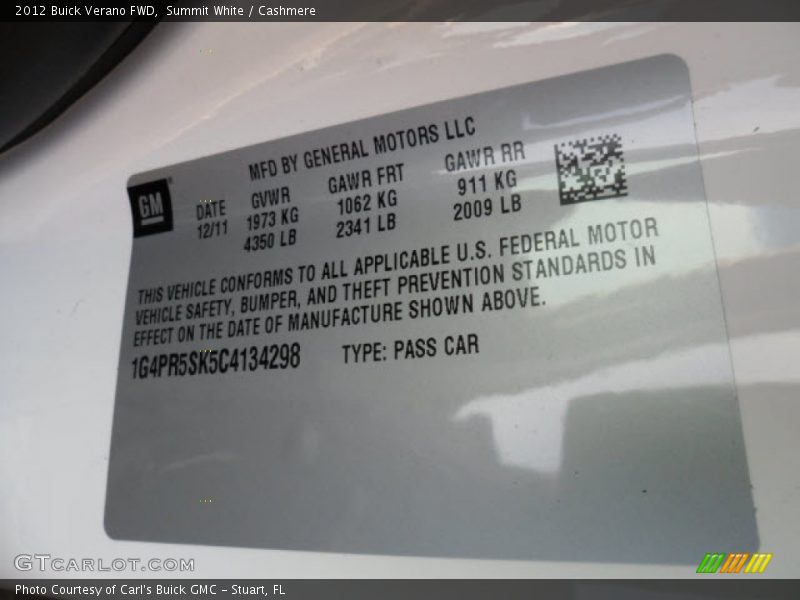 2012 Buick Verano FWD, Summit White / Cashmere
MFD BY GENERAL MOTORS LLC
GM
DATE GVWR GAWR FRT GAWR RR
12/11 1973 KG 1062 KG 911 KG
4350 LB 2341 LB 2009 LB
THIS VEHICLE CONFORMS TO ALL APPLICABLE U.S. FEDERAL MOTOR
VEHICLE SAFETY, BUMPER, AND THEFT PREVENTION STANDARDS IN
EFFECT ON THE DATE OF MANUFACTURE SHOWN ABOVE.
1G4PR5SK5C4134298 TYPE: PASS CAR
GTCARLOT.COM
Photo Courtesy of Carl's Buick GMC - Stuart, FL